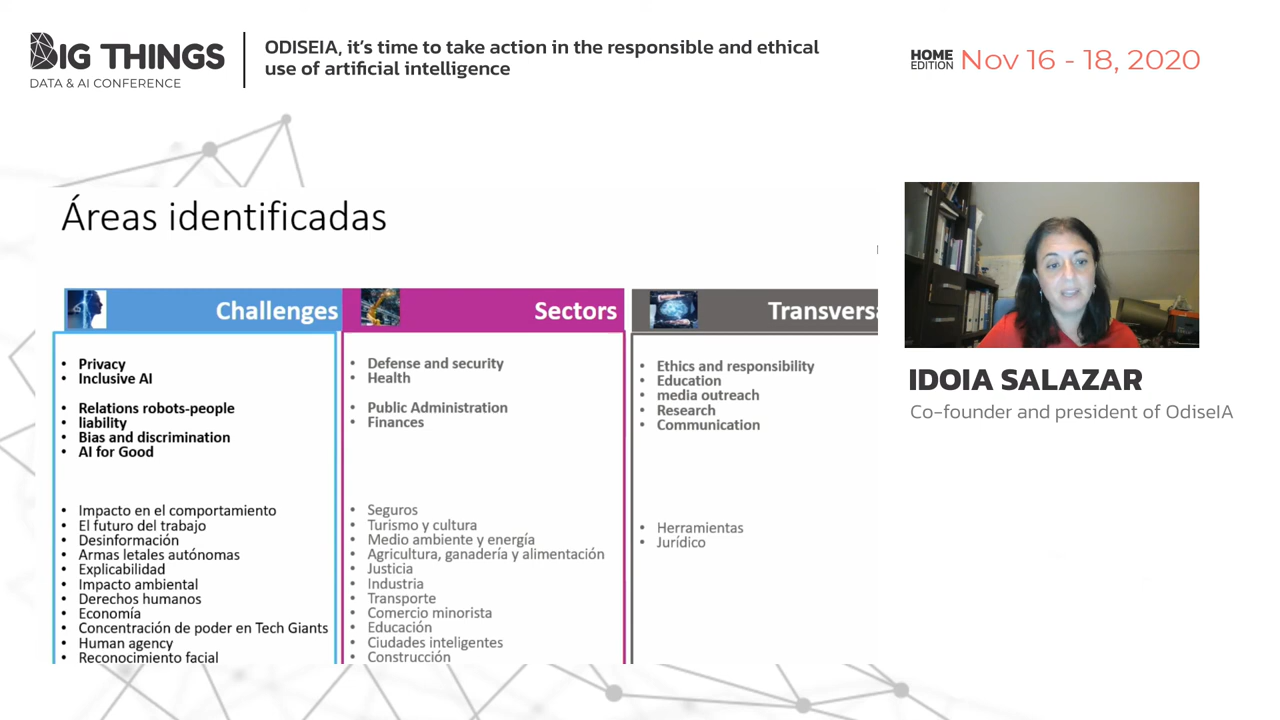 BIG THINGS
DATA & AI CONFERENCE
ODISEIA, it's time to take action in the responsible and ethical
use of artificial intelligence
HOME
EDITION
Nov 16 - 18, 2020
Áreas identificadas
Challenges
• Privacy
• Inclusive AI
• Relations robots-people
• liability
• Bias and discrimination
• AI for Good
• Impacto en el comportamiento
• El futuro del trabajo
• Desinformación
• Armas letales autónomas
• Explicabilidad
• Impacto ambiental
• Derechos humanos
• Economía
• Concentración de poder en Tech Giants
• Human agency
• Reconocimiento facial
Sectors
• Defense and security
• Health
• Public Administration
• Finances
• Seguros
• Turismo y cultura
• Medio ambiente y energía
• Agricultura, ganadería y alimentación
• Justicia
• Industria
• Transporte
• Comercio minorista
• Educación
• Ciudades inteligentes
• Construcción
Transversa
• Ethics and responsibility
• Education
• media outreach
• Research
• Communication
• Herramientas
• Jurídico
IDOIA SALAZAR
Co-founder and president of OdiseIA